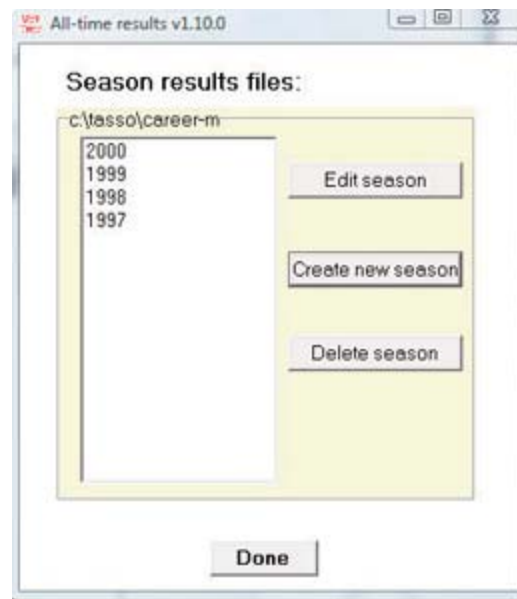 All-time results v1.10.0
Season results files:
c:\tasso\career-m
2000
1999
1998
1997
Edit season
Create new season
Delete season
Done